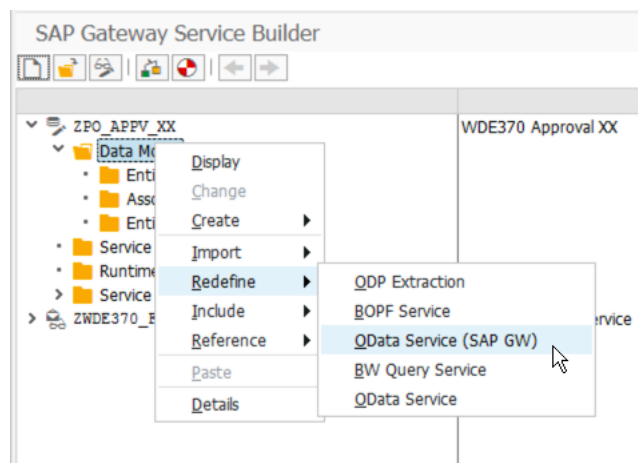 SAP Gateway Service Builder
ZPO_APPV_XX WDE370 Approval XX
Data Mo
Enti
Asso
Enti
Service
Runtime
Service
ZWDE370_ rvice
Display
Change
Create
Import
Redefine
Include
Reference
Paste
Details
ODP Extraction
BOPF Service
OData Service (SAP GW)
BW Query Service
OData Service